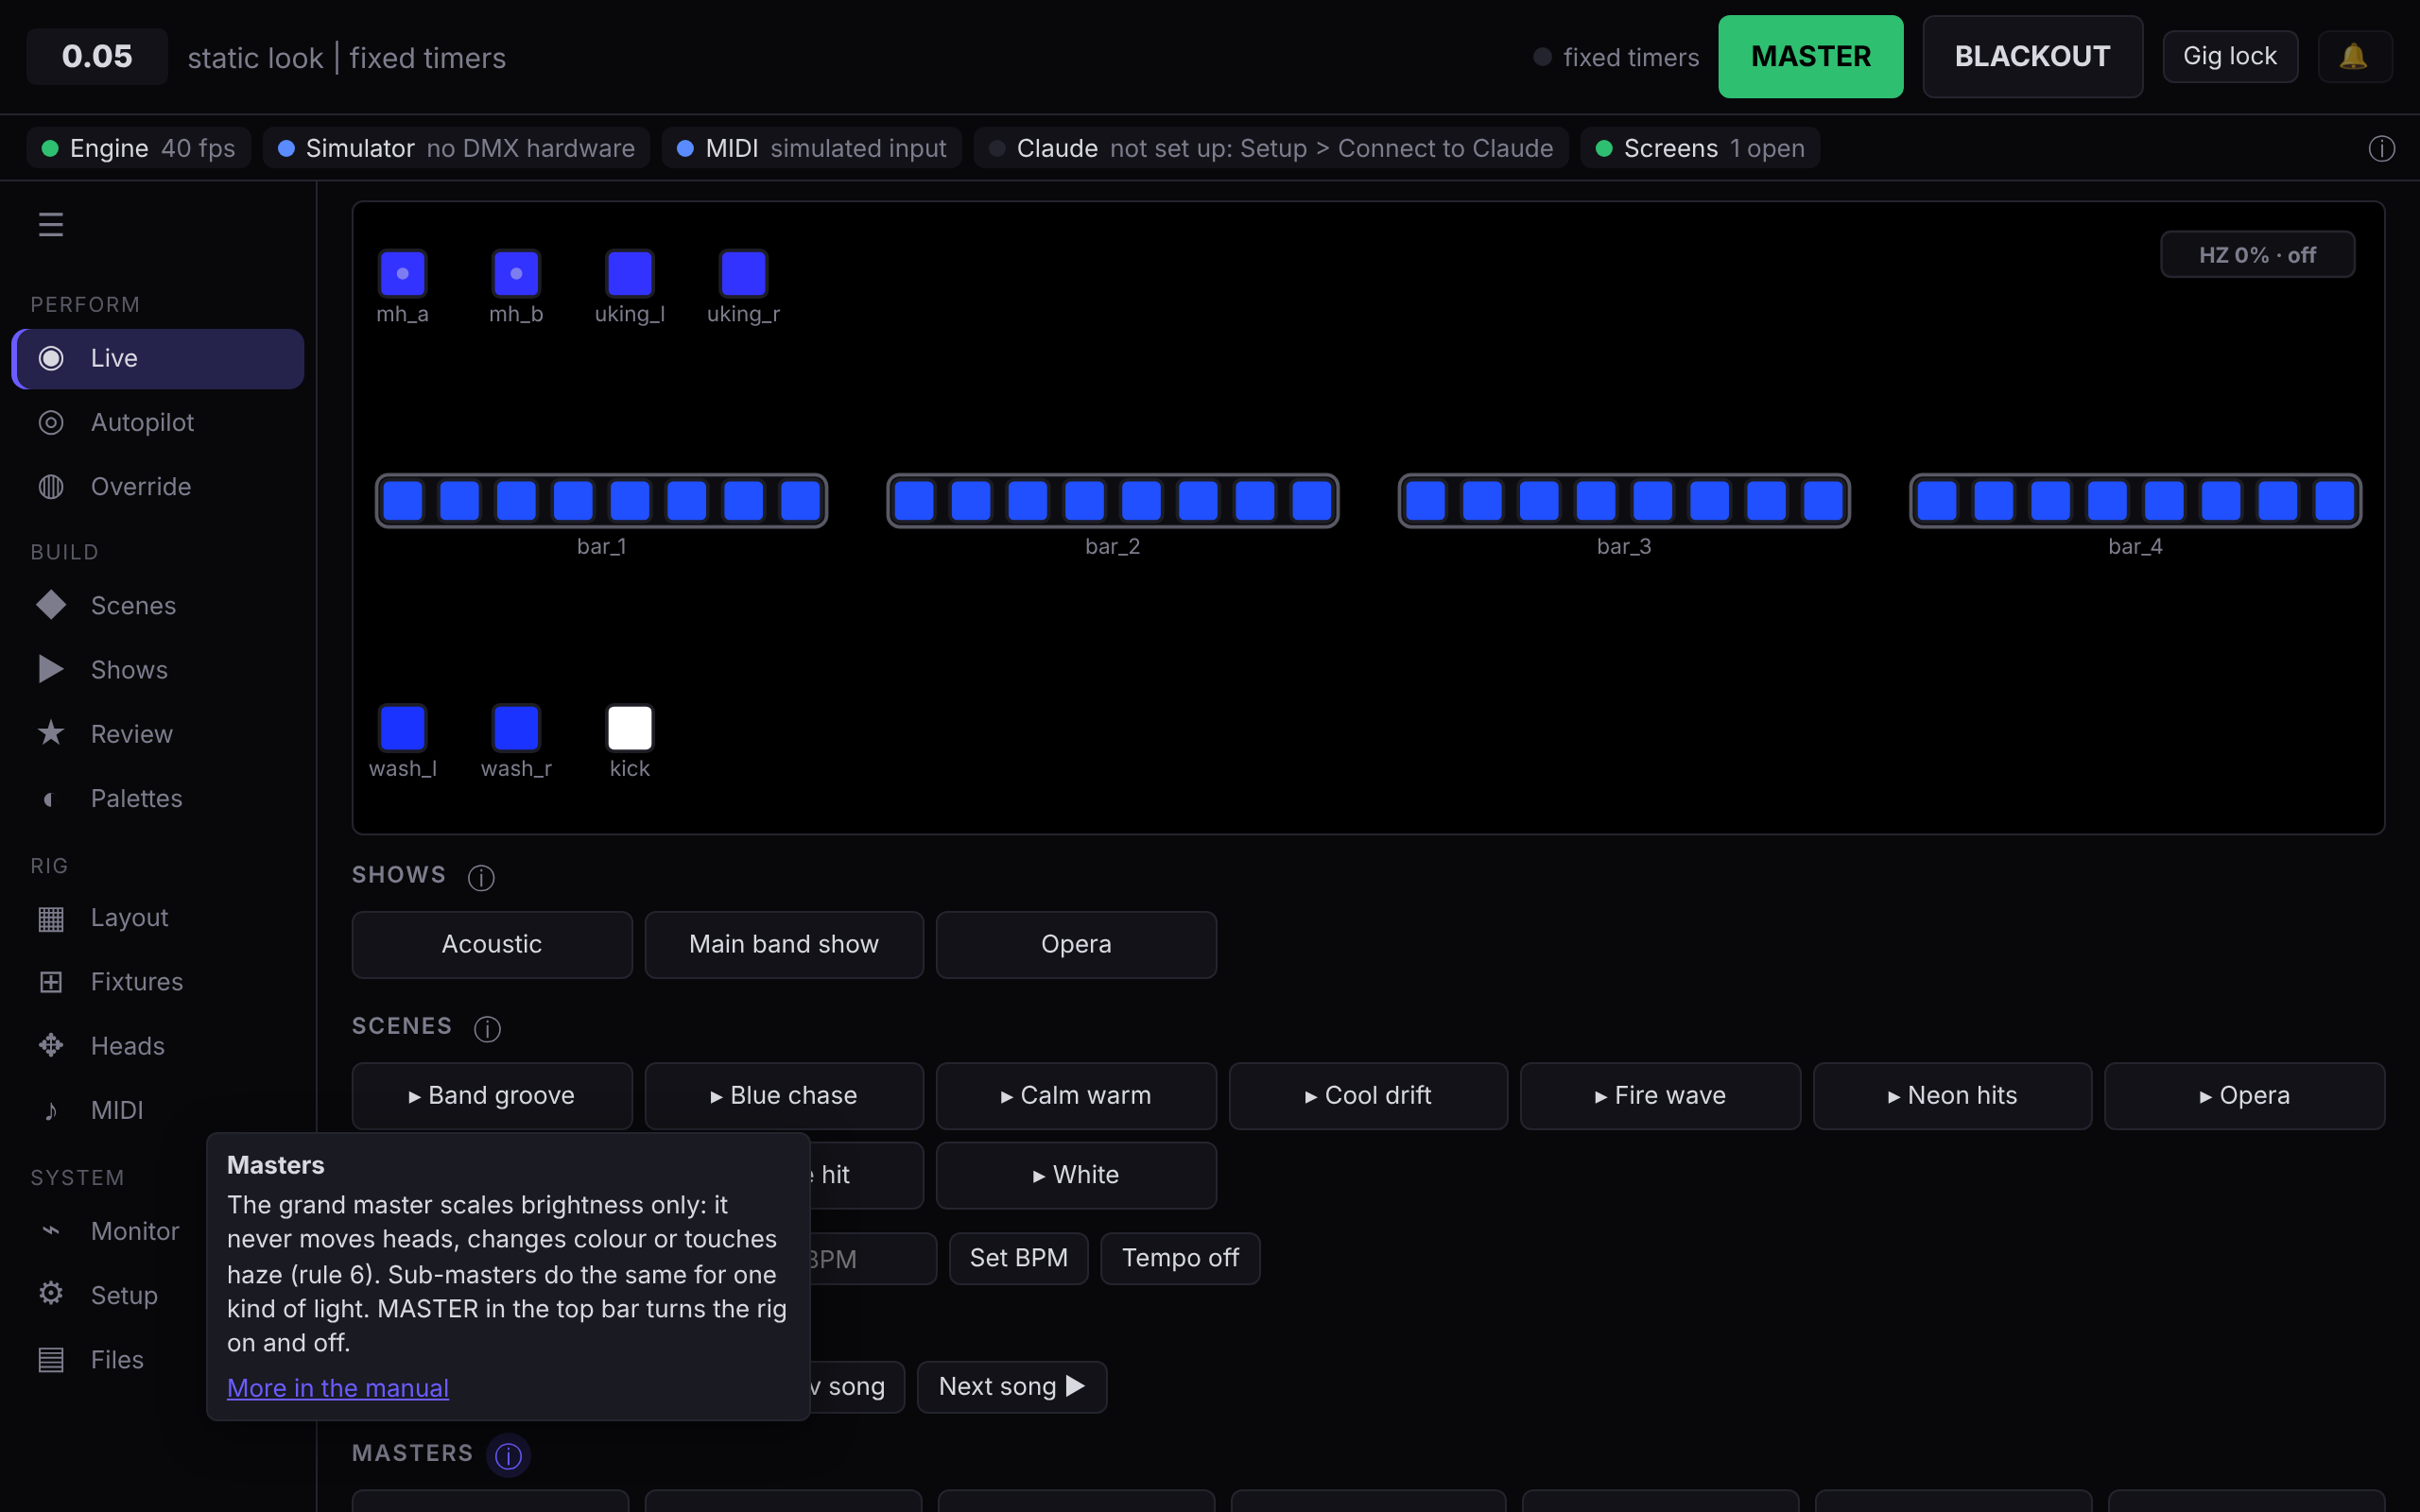 0.05 static look | fixed timers fixed timers MASTER BLACKOUT Gig lock
Engine 40 fps Simulator no DMX hardware MIDI simulated input Claude not set up: Setup > Connect to Claude Screens 1 open
PERFORM
Live
Autopilot
Override
BUILD
Scenes
Shows
Review
Palettes
RIG
Layout
Fixtures
Heads
MIDI
SYSTEM
Monitor
Setup
Files
HZ 0% · off
mh_a mh_b uking_l uking_r
bar_1 bar_2 bar_3 bar_4
wash_l wash_r kick
SHOWS
Acoustic Main band show Opera
SCENES
Band groove Blue chase Calm warm Cool drift Fire wave Neon hits Opera
hit White
BPM Set BPM Tempo off
song Next song
Masters
The grand master scales brightness only: it
never moves heads, changes colour or touches
haze (rule 6). Sub-masters do the same for one
kind of light. MASTER in the top bar turns the rig
on and off.
More in the manual
MASTERS